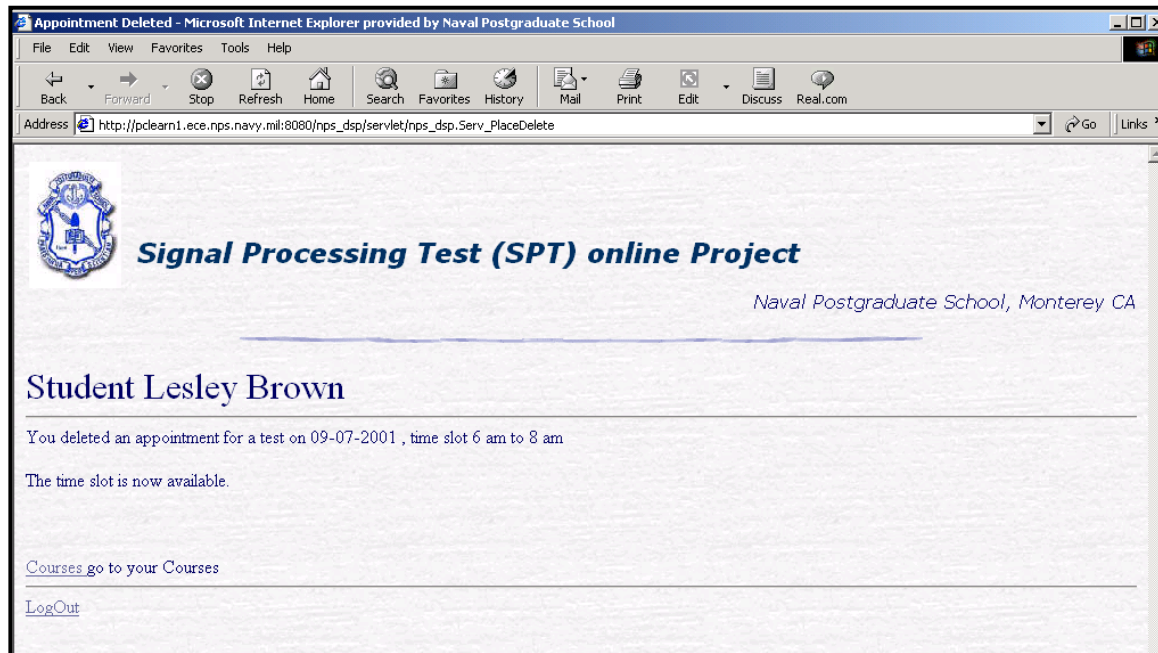 Appointment Deleted - Microsoft Internet Explorer provided by Naval Postgraduate School
File Edit View Favorites Tools Help
Back Forward Stop Refresh Home Search Favorites History Mail Print Edit Discuss Real.com
Address http://pclearn1.ece.nps.navy.mil:8080/nps_dsp/servlet/nps_dsp.Serv_PlaceDelete Go Links
Signal Processing Test (SPT) online Project
Naval Postgraduate School, Monterey CA
Student Lesley Brown
You deleted an appointment for a test on 09-07-2001 , time slot 6 am to 8 am
The time slot is now available.
Courses go to your Courses
LogOut